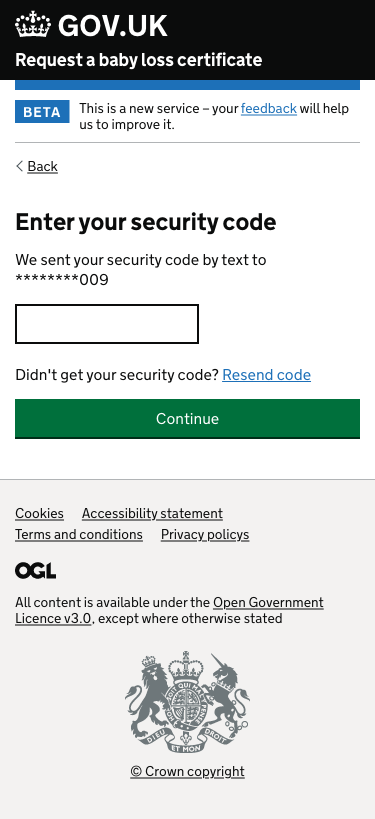 GOV.UK
Request a baby loss certificate
BETA
This is a new service – your feedback will help
us to improve it.
Back
Enter your security code
We sent your security code by text to
********009
Didn't get your security code? Resend code
Continue
Cookies Accessibility statement
Terms and conditions Privacy policys
OGL
All content is available under the Open Government
Licence v3.0, except where otherwise stated
DIEU ET MON
© Crown copyright